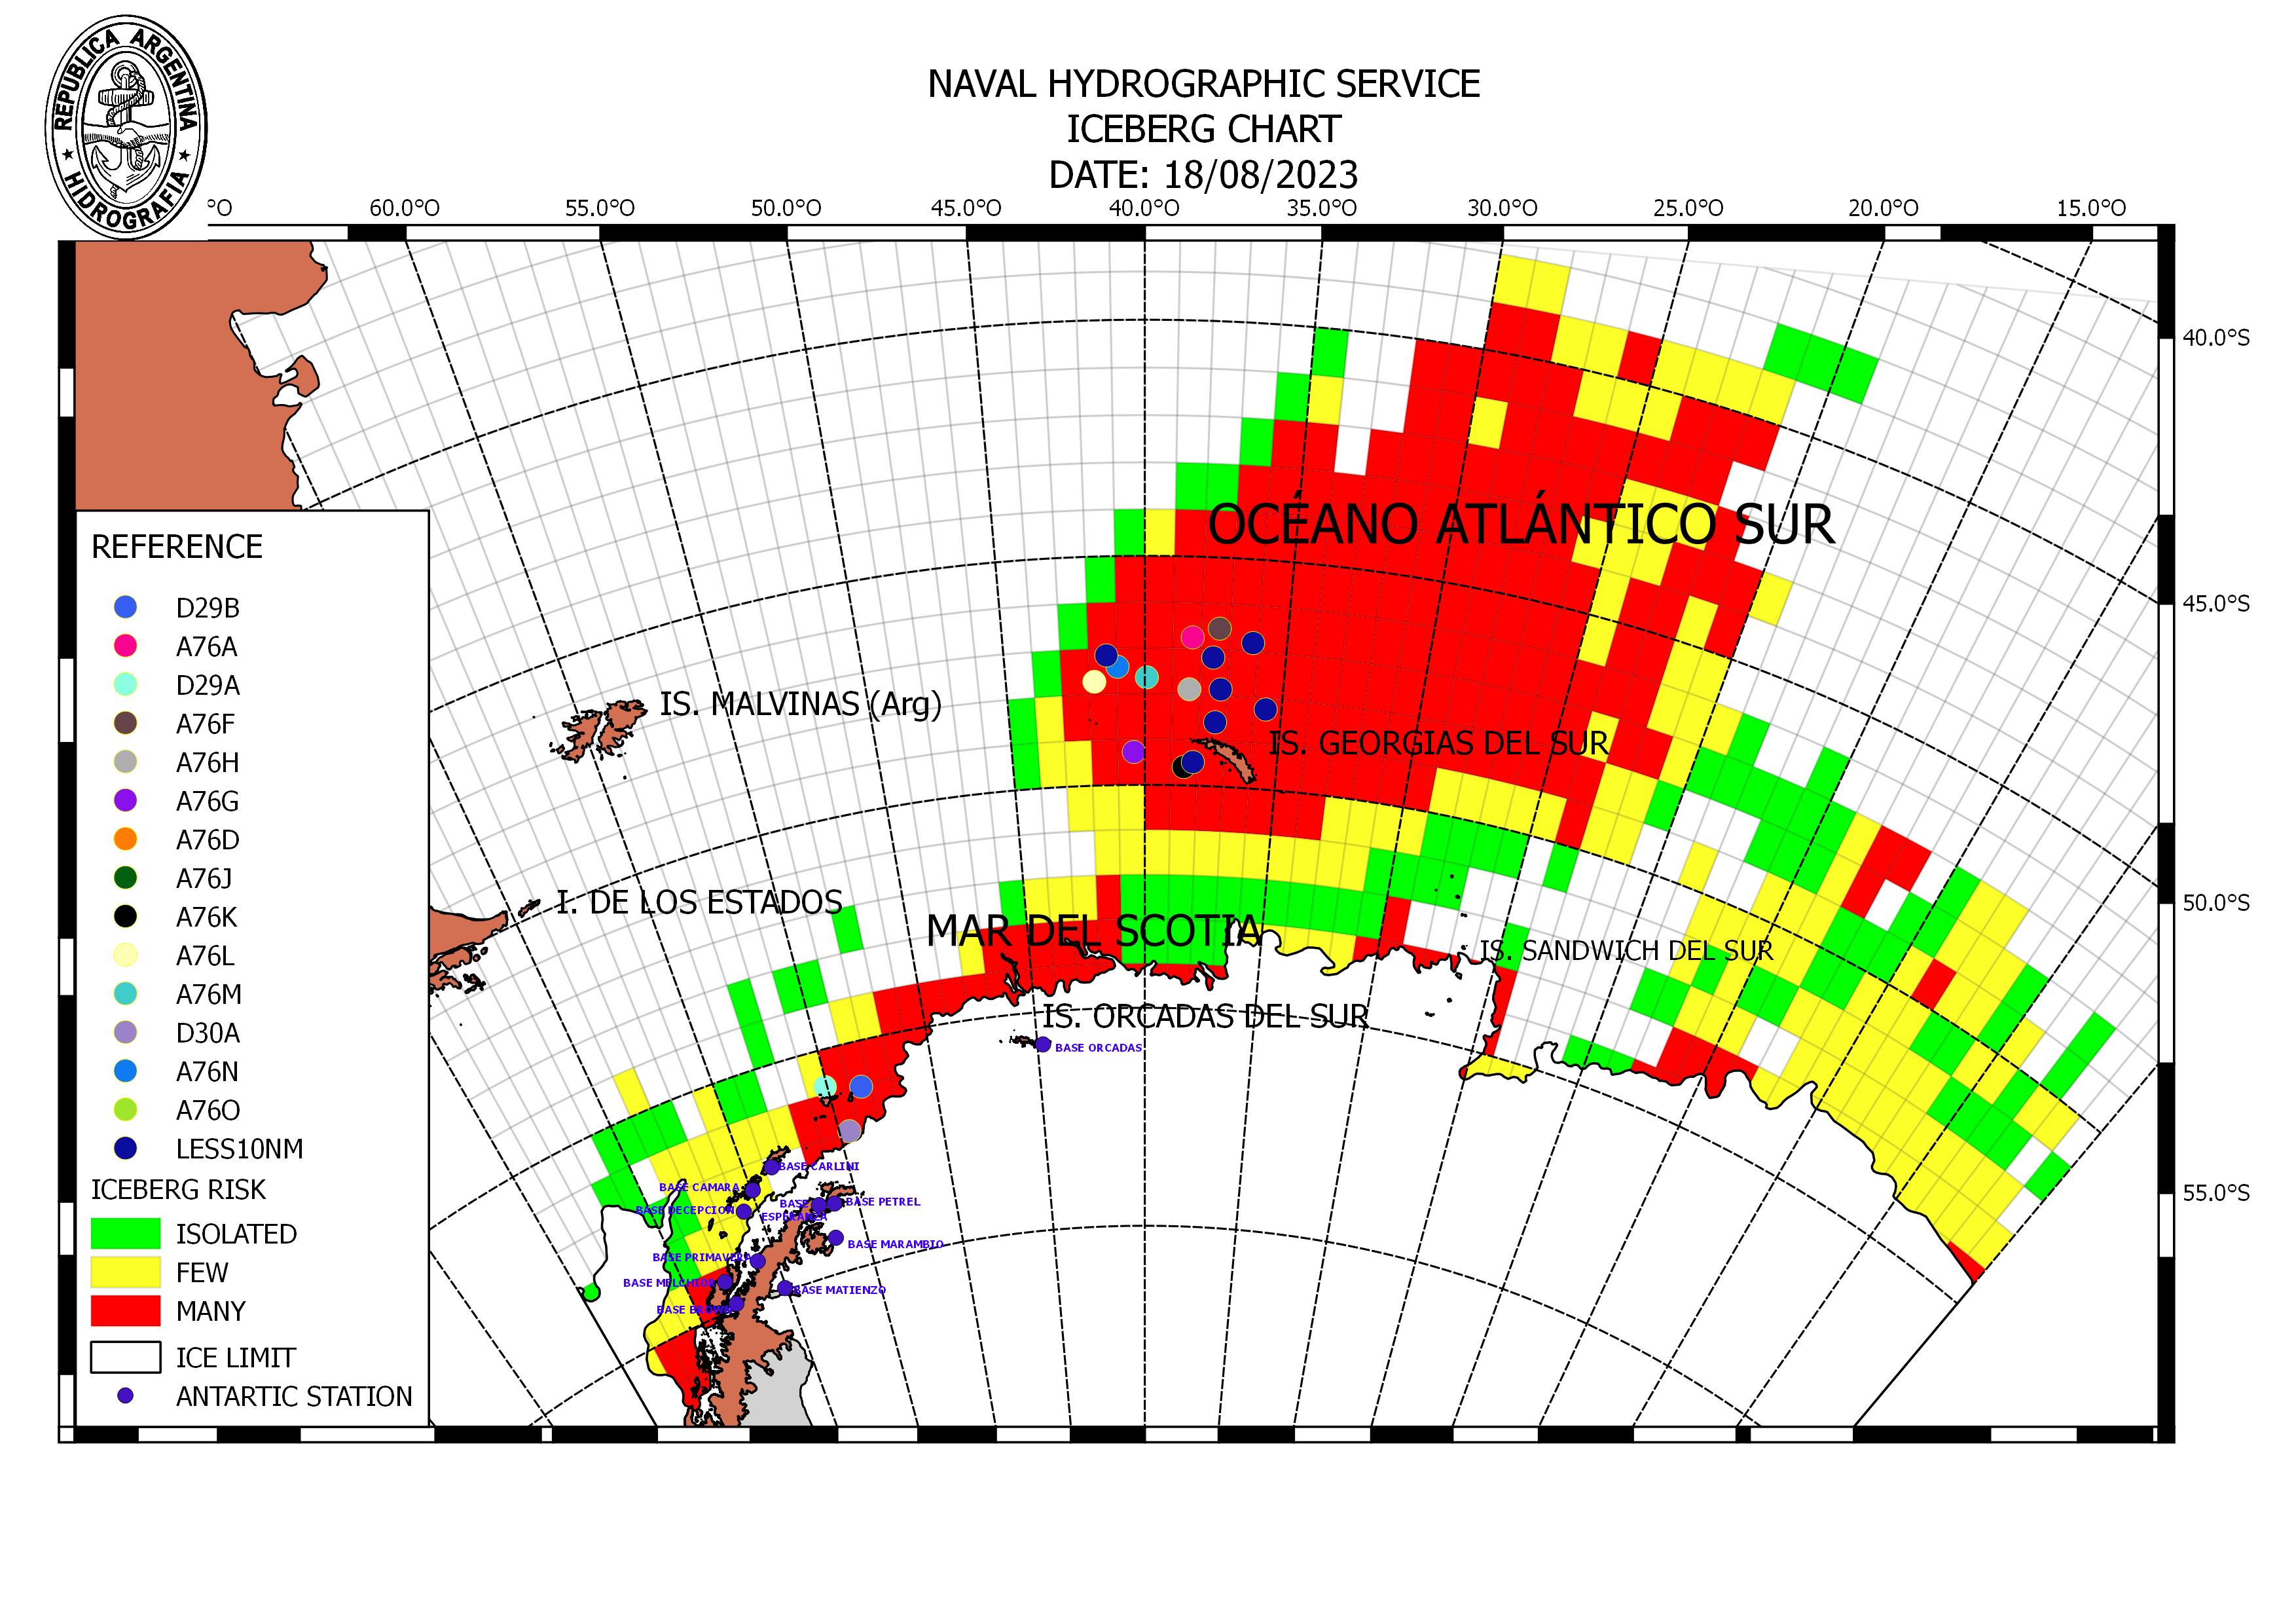 REPUBLICA ARGENTINA
★ HIDROGRAFIA ★
NAVAL HYDROGRAPHIC SERVICE
ICEBERG CHART
DATE: 18/08/2023
°O 60.0°O 55.0°O 50.0°O 45.0°O 40.0°O 35.0°O 30.0°O 25.0°O 20.0°O 15.0°O
40.0°S
45.0°S
50.0°S
55.0°S
OCÉANO ATLÁNTICO SUR
IS. MALVINAS (Arg)
IS. GEORGIAS DEL SUR
I. DE LOS ESTADOS
MAR DEL SCOTIA
IS. SANDWICH DEL SUR
IS. ORCADAS DEL SUR
BASE ORCADAS
BASE CARLINI
BASE CAMARA
BASE PETREL
BASE
ESPERANZA
BASE DECEPCION
BASE MARAMBIO
BASE PRIMAVERA
BASE MELCHIOR
BASE MATIENZO
BASE BROWN
REFERENCE
D29B
A76A
D29A
A76F
A76H
A76G
A76D
A76J
A76K
A76L
A76M
D30A
A76N
A76O
LESS10NM
ICEBERG RISK
ISOLATED
FEW
MANY
ICE LIMIT
ANTARTIC STATION